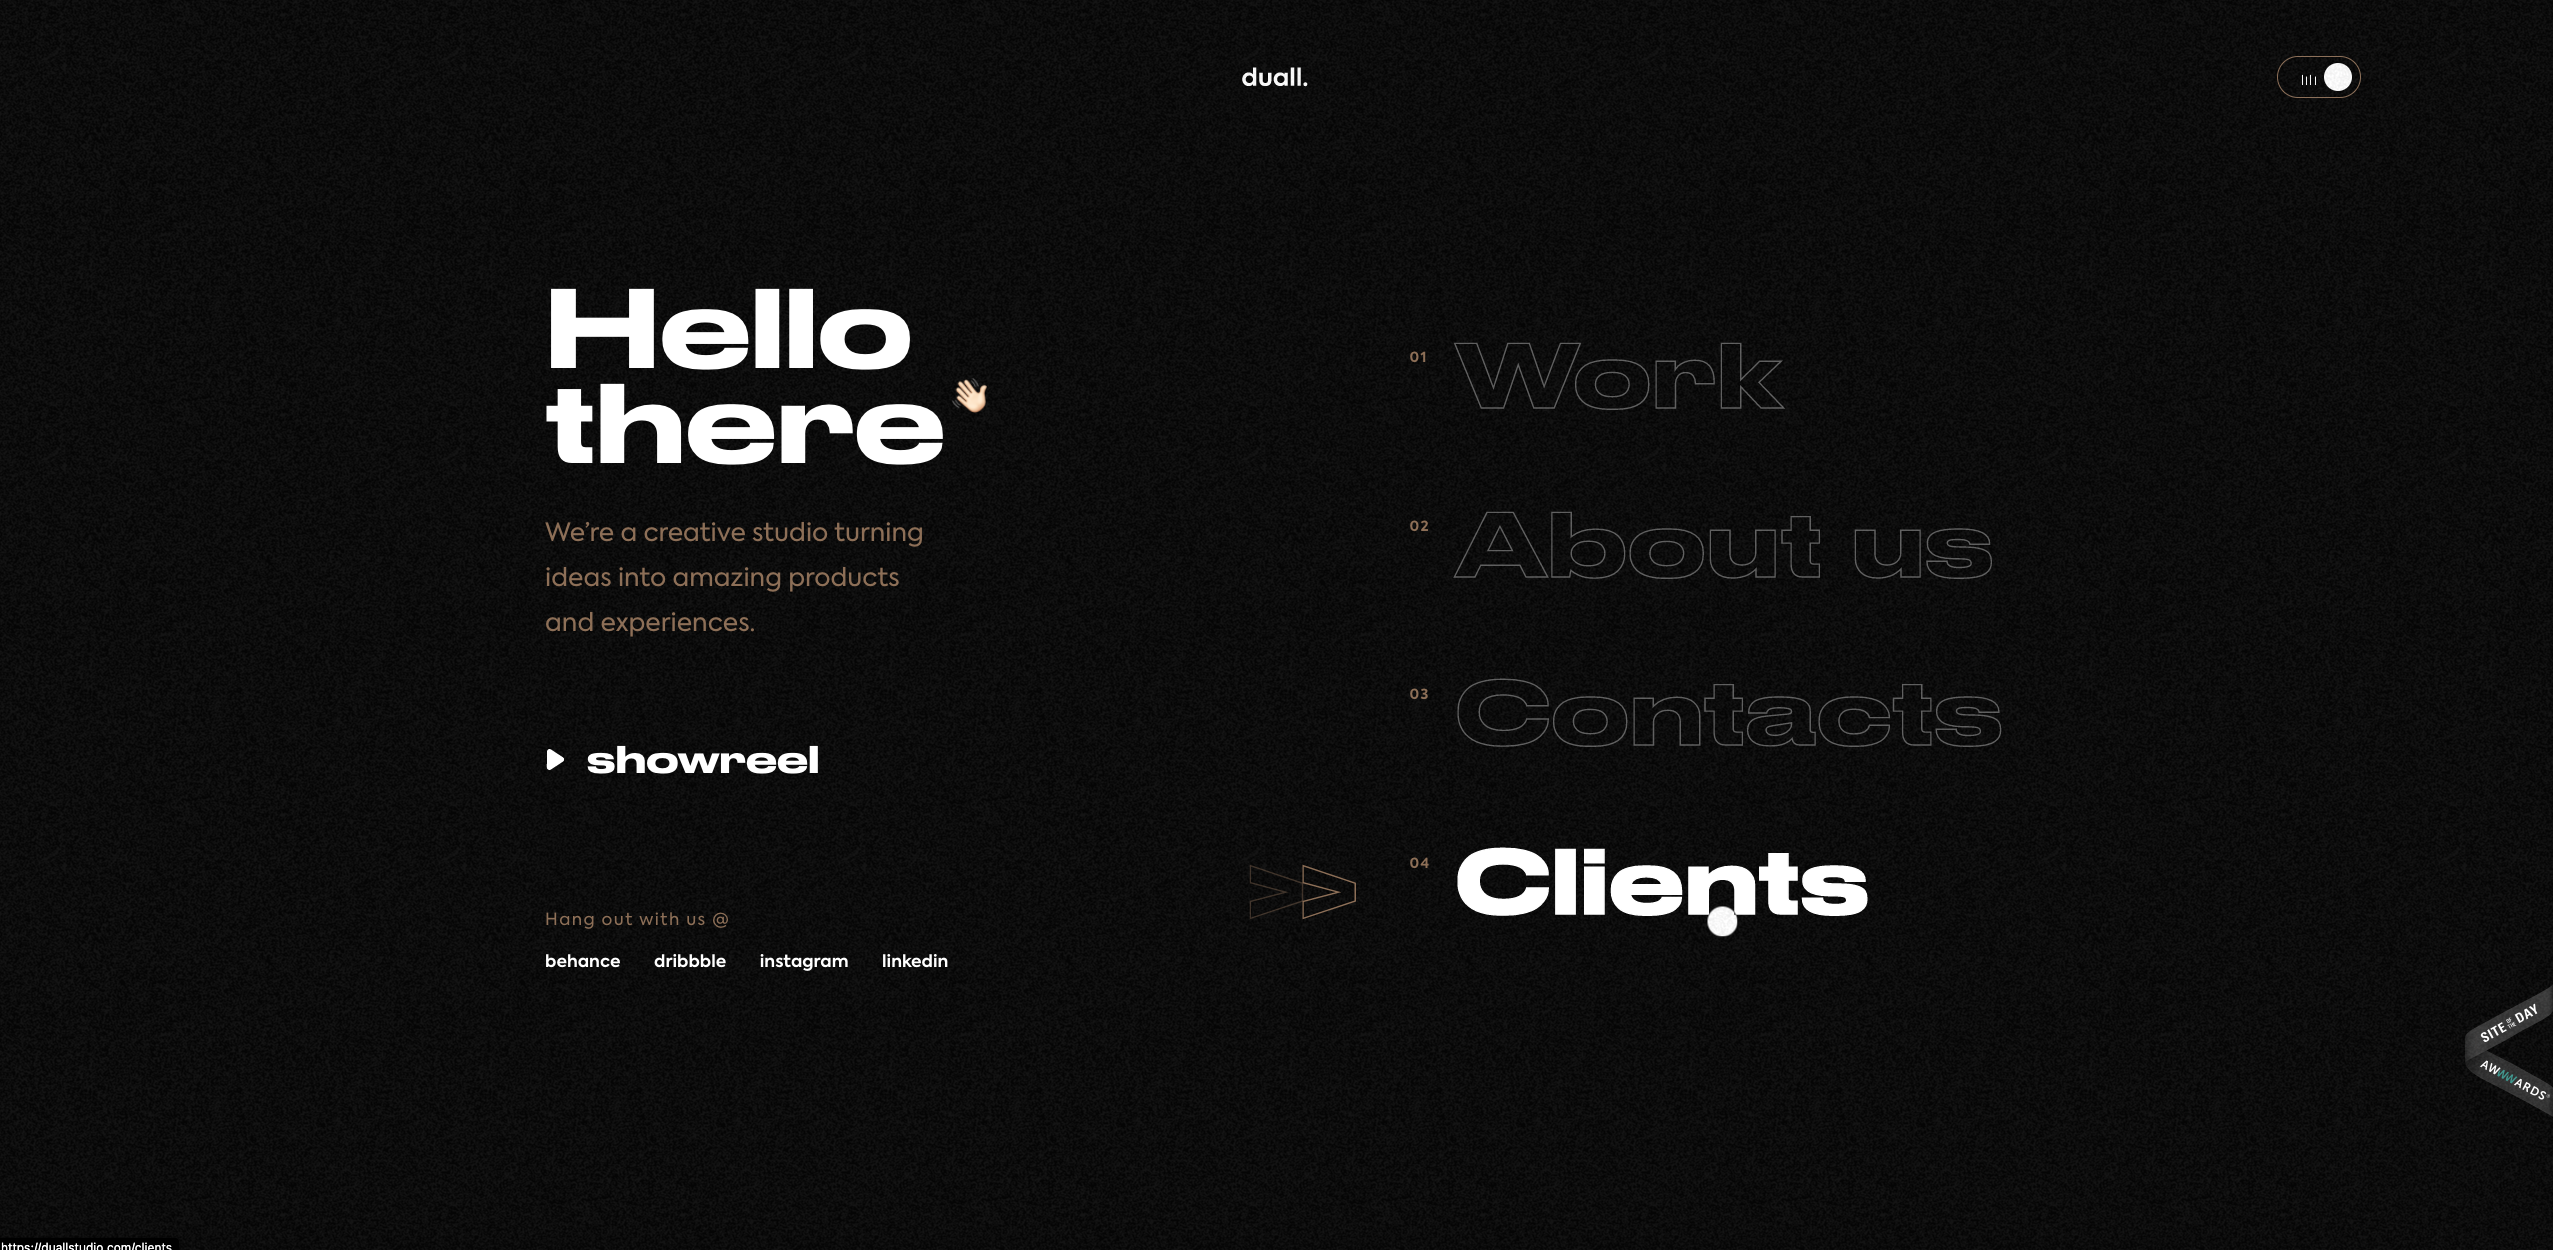 duall.
Hello
there
We’re a creative studio turning
ideas into amazing products
and experiences.
showreel
Hang out with us @
behance dribbble instagram linkedin
01 Work
02 About us
03 Contacts
04 Clients
SITE OF THE DAY
AWWWARDS
https://duallstudio.com/clients